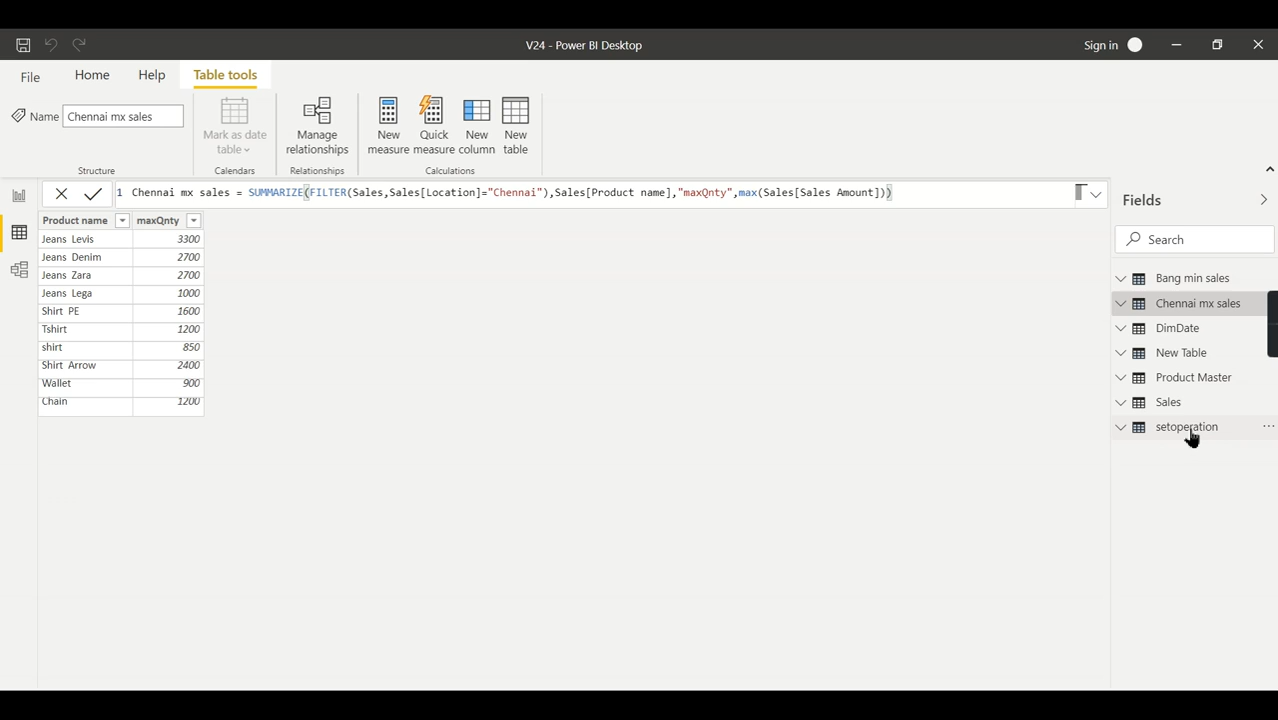 V24 - Power BI Desktop
Sign in
File
Home
Help
Table tools
Name
Chennai mx sales
Mark as date
table
Manage
relationships
New
measure
Quick
measure
New
column
New
table
Structure
Calendars
Relationships
Calculations
1 Chennai mx sales = SUMMARIZE(FILTER(Sales,Sales[Location]="Chennai"),Sales[Product name],"maxQnty",max(Sales[Sales Amount]))
Product name maxQnty
Jeans Levis 3300
Jeans Denim 2700
Jeans Zara 2700
Jeans Lega 1000
Shirt PE 1600
Tshirt 1200
shirt 850
Shirt Arrow 2400
Wallet 900
Chain 1200
Fields
Search
Bang min sales
Chennai mx sales
DimDate
New Table
Product Master
Sales
setoperation